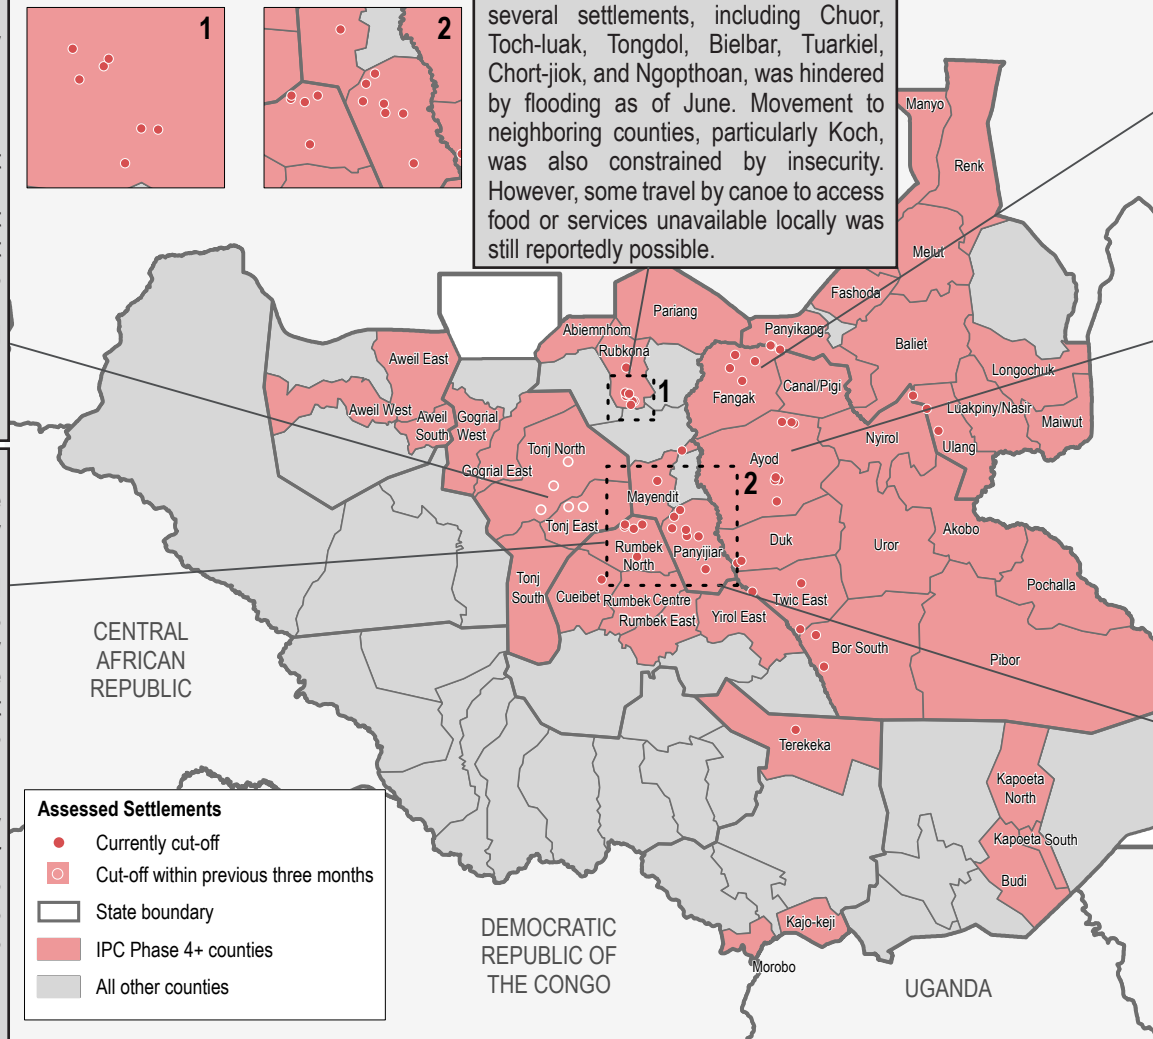 1
2
several settlements, including Chuor,
Toch-luak, Tongdol, Bielbar, Tuarkiel,
Chort-jiok, and Ngopthoan, was hindered
by flooding as of June. Movement to
neighboring counties, particularly Koch,
was also constrained by insecurity.
However, some travel by canoe to access
food or services unavailable locally was
still reportedly possible.
Manyo
Renk
Melut
Fashoda
Pariang
Abiemnhom
Panyikang
Rubkona
Baliet
Aweil East
Longochuk
1
Canal/Pigi
Fangak
Aweil West
Aweil
South
Gogrial
West
Luakpiny/Nasir
Maiwut
Nyirol
Ulang
Tonj North
Ayod
Gogrial East
2
Mayendit
Tonj East
Akobo
Duk
Uror
Rumbek
North
Panyijiar
Tonj
South
Pochalla
Cueibet
Rumbek Centre
Twic East
Rumbek East
Yirol East
Bor South
Pibor
CENTRAL
AFRICAN
REPUBLIC
Terekeka
Kapoeta
North
Kapoeta South
Budi
Kajo-keji
Morobo
DEMOCRATIC
REPUBLIC OF
THE CONGO
UGANDA
Assessed Settlements
Currently cut-off
Cut-off within previous three months
State boundary
IPC Phase 4+ counties
All other counties